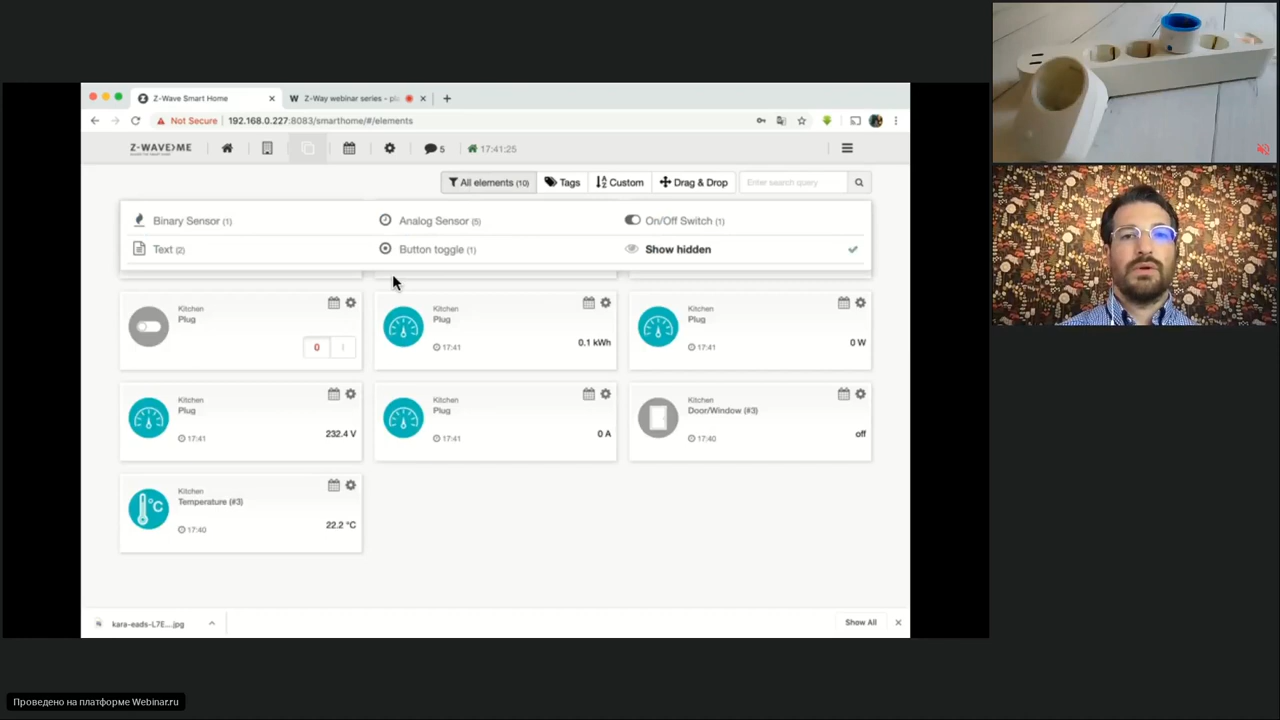 Z-Wave Smart Home
Z-Way webinar series - pl
Not Secure
192.168.0.227:8083/smarthome/#/elements
Z-WAVE>ME
5
17:41:25
All elements (10)
Tags
Custom
Drag & Drop
Enter search query
Binary Sensor (1)
Analog Sensor (5)
On/Off Switch (1)
Text (2)
Button toggle (1)
Show hidden
Kitchen
Plug
0
I
Kitchen
Plug
17:41
0.1 kWh
Kitchen
Plug
17:41
0 W
Kitchen
Plug
17:41
232.4 V
Kitchen
Plug
17:41
0 A
Kitchen
Door/Window (#3)
17:40
off
°C
Kitchen
Temperature (#3)
17:40
22.2 °C
kara-eads-L7E....jpg
Show All
Проведено на платформе Webinar.ru